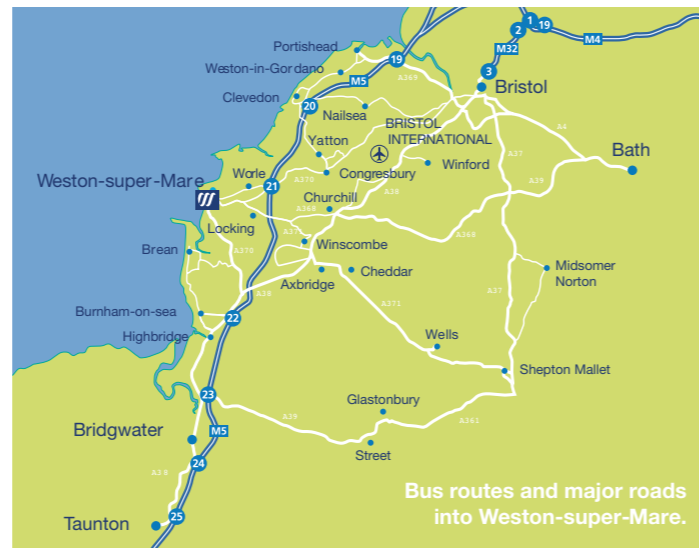 1
2
19
M4
M32
Portishead
19
3
Weston-in-Gordano
A369
M5
Bristol
Clevedon
20
Nailsea
BRISTOL
INTERNATIONAL
A4
Yatton
A37
Bath
Winford
Weston-super-Mare
Worle
21
A370
Congresbury
A38
A39
Churchill
A368
Locking
A371
A368
Winscombe
Brean
A370
Axbridge
Cheddar
Midsomer
Norton
A38
A37
A371
Burnham-on-sea
22
Highbridge
Wells
Shepton Mallet
23
Glastonbury
A39
A361
Bridgwater
M5
Street
24
A38
Bus routes and major roads
into Weston-super-Mare.
25
Taunton